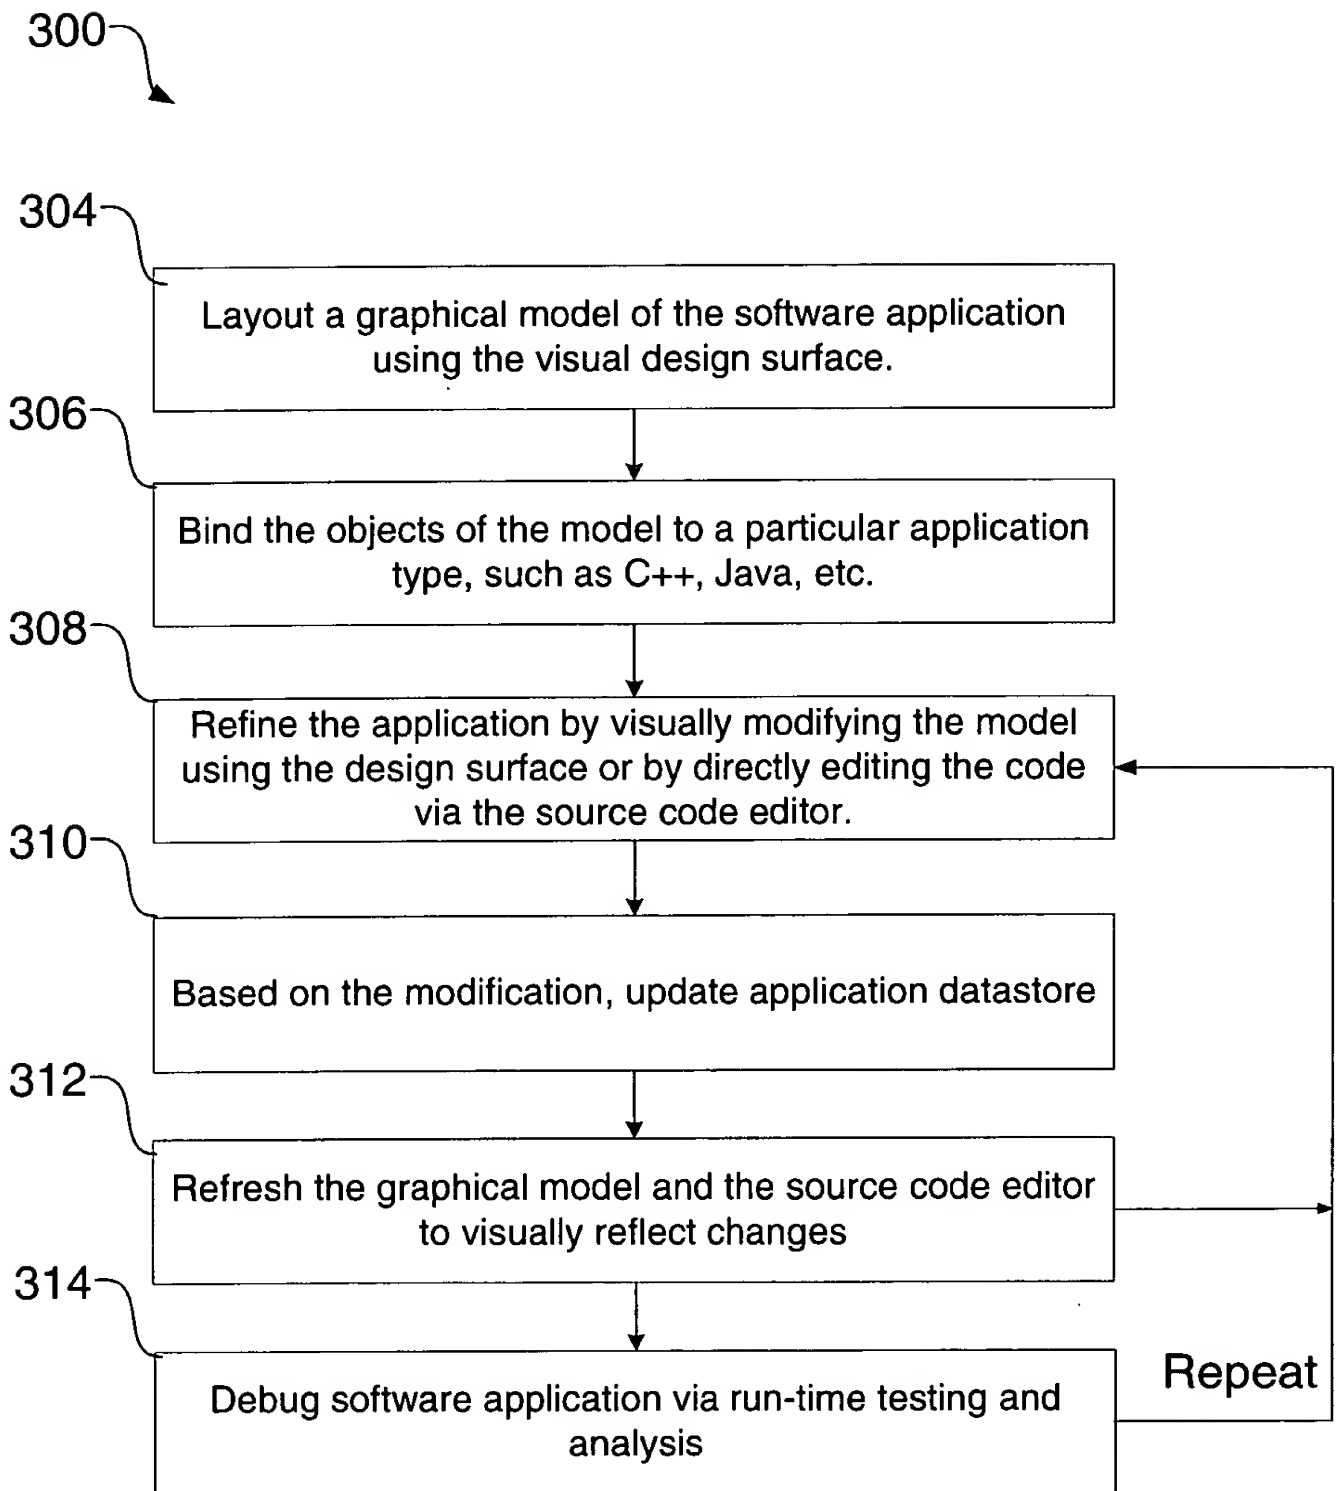 300
304
Layout a graphical model of the software application
using the visual design surface.
306
Bind the objects of the model to a particular application
type, such as C++, Java, etc.
308
Refine the application by visually modifying the model
using the design surface or by directly editing the code
via the source code editor.
310
Based on the modification, update application datastore
312
Refresh the graphical model and the source code editor
to visually reflect changes
314
Debug software application via run-time testing and
analysis
Repeat